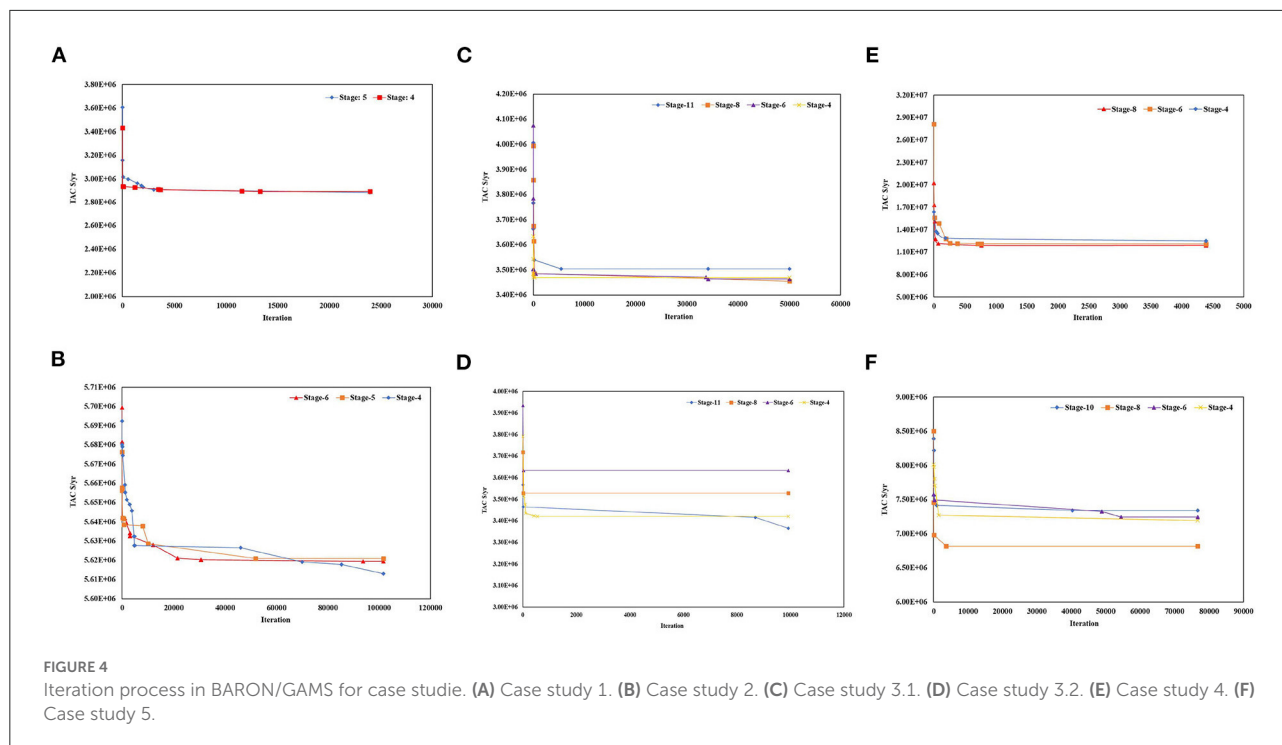 A
3.80E+06
3.60E+06
3.40E+06
3.20E+06
3.00E+06
2.80E+06
2.60E+06
2.40E+06
2.20E+06
2.00E+06
TAC $/yr
Stage: 5 Stage: 4
0 5000 10000 15000 20000 25000 30000
Iteration
C
4.20E+06
4.10E+06
4.00E+06
3.90E+06
3.80E+06
3.70E+06
3.60E+06
3.50E+06
3.40E+06
TAC $/yr
Stage-11 Stage-8 Stage-6 Stage-4
0 10000 20000 30000 40000 50000 60000
Iteration
E
3.20E+07
2.90E+07
2.60E+07
2.30E+07
2.00E+07
1.70E+07
1.40E+07
1.10E+07
8.00E+06
5.00E+06
TAC $/yr
Stage-8 Stage-6 Stage-4
0 500 1000 1500 2000 2500 3000 3500 4000 4500 5000
Iteration
B
5.71E+06
5.70E+06
5.69E+06
5.68E+06
5.67E+06
5.66E+06
5.65E+06
5.64E+06
5.63E+06
5.62E+06
5.61E+06
5.60E+06
TAC $/yr
Stage-6 Stage-5 Stage-4
0 20000 40000 60000 80000 100000 120000
Iteration
D
4.00E+06
3.90E+06
3.80E+06
3.70E+06
3.60E+06
3.50E+06
3.40E+06
3.30E+06
3.20E+06
3.10E+06
3.00E+06
TAC $/yr
Stage-11 Stage-8 Stage-6 Stage-4
0 2000 4000 6000 8000 10000 12000
Iteration
F
9.00E+06
8.50E+06
8.00E+06
7.50E+06
7.00E+06
6.50E+06
6.00E+06
TAC $/yr
Stage-10 Stage-8 Stage-6 Stage-4
0 10000 20000 30000 40000 50000 60000 70000 80000 90000
Iteration
FIGURE 4
Iteration process in BARON/GAMS for case studie. (A) Case study 1. (B) Case study 2. (C) Case study 3.1. (D) Case study 3.2. (E) Case study 4. (F)
Case study 5.